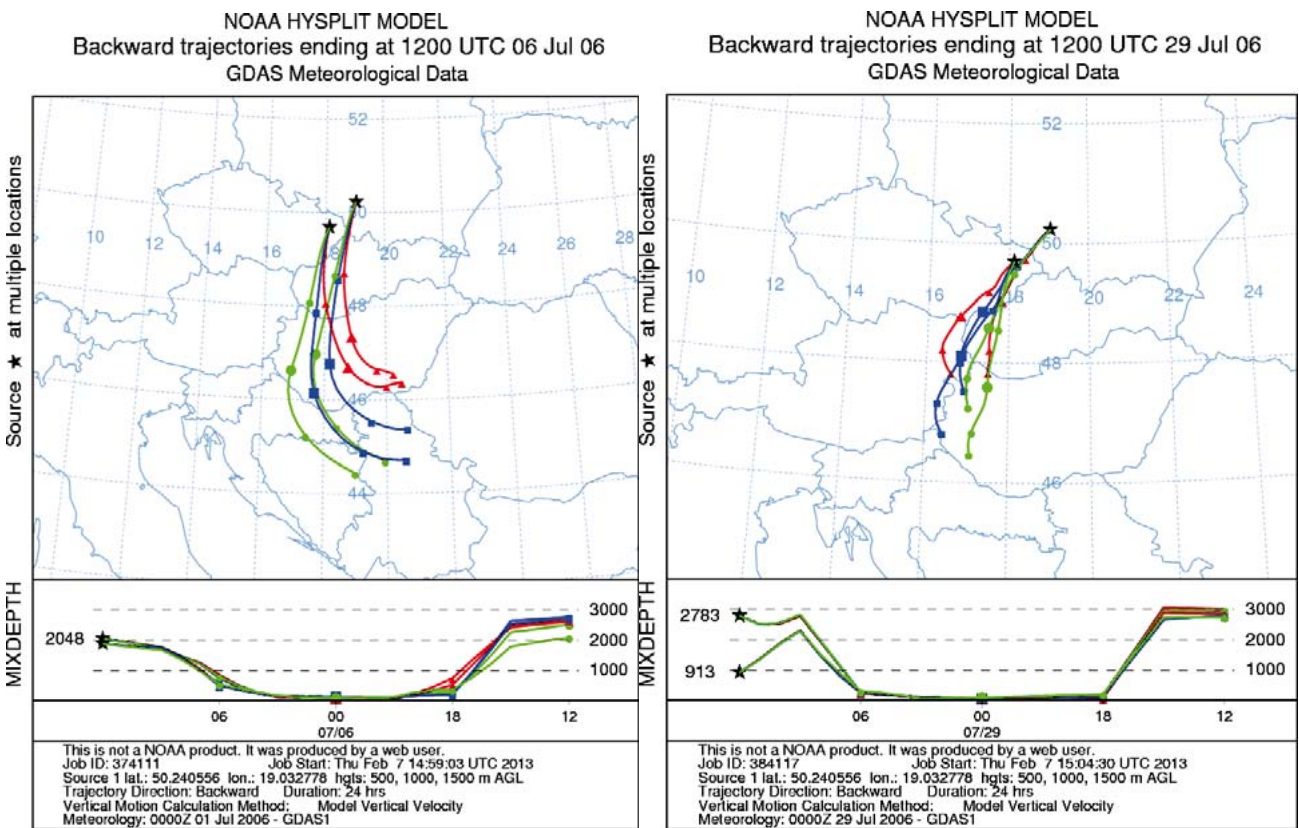 NOAA HYSPLIT MODEL
Backward trajectories ending at 1200 UTC 06 Jul 06
GDAS Meteorological Data
Source ★ at multiple locations
52
50
10 12 14 16 18 20 22 24 26 28
48
46
44
MIXDEPTH
2048
3000
2000
1000
06 00 18 12
07/06
This is not a NOAA product. It was produced by a web user.
Job ID: 374111 Job Start: Thu Feb 7 14:59:03 UTC 2013
Source 1 lat.: 50.240556 lon.: 19.032778 hgts: 500, 1000, 1500 m AGL
Trajectory Direction: Backward Duration: 24 hrs
Vertical Motion Calculation Method: Model Vertical Velocity
Meteorology: 0000Z 01 Jul 2006 - GDAS1
NOAA HYSPLIT MODEL
Backward trajectories ending at 1200 UTC 29 Jul 06
GDAS Meteorological Data
Source ★ at multiple locations
52
50
10 12 14 16 18 20 22 24
48
46
MIXDEPTH
2783
913
3000
2000
1000
06 00 18 12
07/29
This is not a NOAA product. It was produced by a web user.
Job ID: 384117 Job Start: Thu Feb 7 15:04:30 UTC 2013
Source 1 lat.: 50.240556 lon.: 19.032778 hgts: 500, 1000, 1500 m AGL
Trajectory Direction: Backward Duration: 24 hrs
Vertical Motion Calculation Method: Model Vertical Velocity
Meteorology: 0000Z 29 Jul 2006 - GDAS1